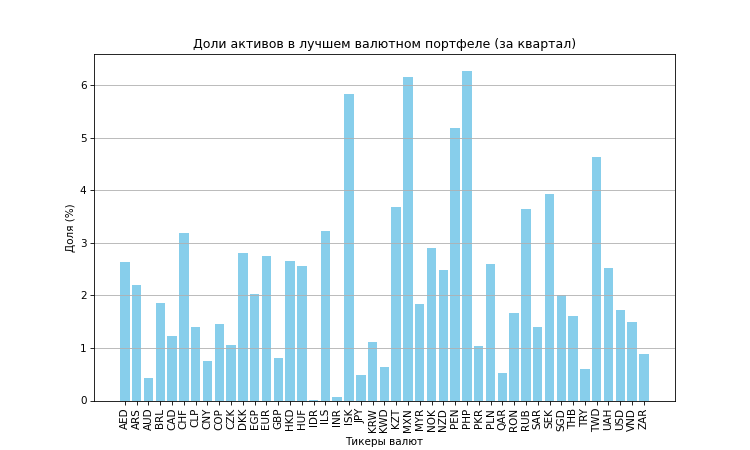 Доли активов в лучшем валютном портфеле (за квартал)
Доля (%)
6
5
4
3
2
1
0
AED ARS AUD BRL CAD CHF CLP CNY COP CZK DKK EGP EUR GBP HKD HUF IDR ILS INR ISK JPY KRW KWD KZT MXN MYR NOK NZD PEN PHP PKR PLN QAR RON RUB SAR SEK SGD THB TRY TWD UAH USD VND ZAR
Тикеры валют